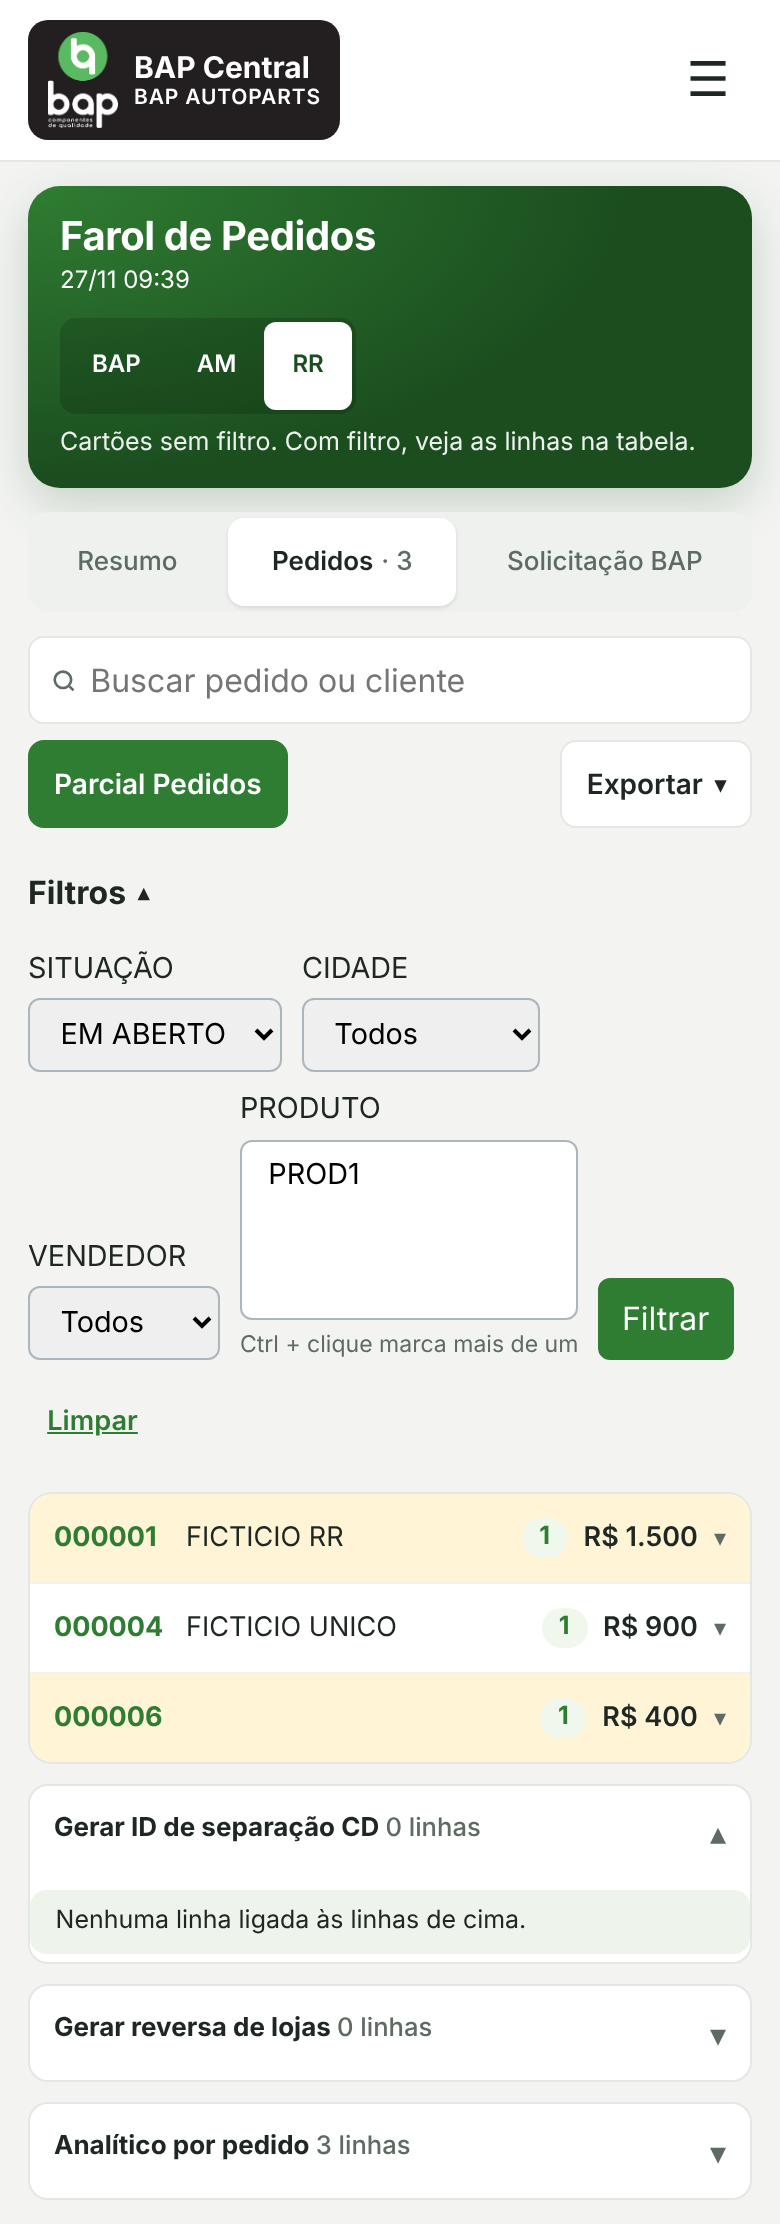 bap
componentes
de qualidade
BAP Central
BAP AUTOPARTS
Farol de Pedidos
27/11 09:39
BAP AM RR
Cartões sem filtro. Com filtro, veja as linhas na tabela.
Resumo Pedidos · 3 Solicitação BAP
Buscar pedido ou cliente
Parcial Pedidos Exportar ▾
Filtros ▴
SITUAÇÃO CIDADE
EM ABERTO Todos
PRODUTO
PROD1
VENDEDOR
Todos Filtrar
Ctrl + clique marca mais de um
Limpar
000001 FICTICIO RR 1 R$ 1.500 ▾
000004 FICTICIO UNICO 1 R$ 900 ▾
000006 1 R$ 400 ▾
Gerar ID de separação CD 0 linhas ▴
Nenhuma linha ligada às linhas de cima.
Gerar reversa de lojas 0 linhas ▾
Analítico por pedido 3 linhas ▾